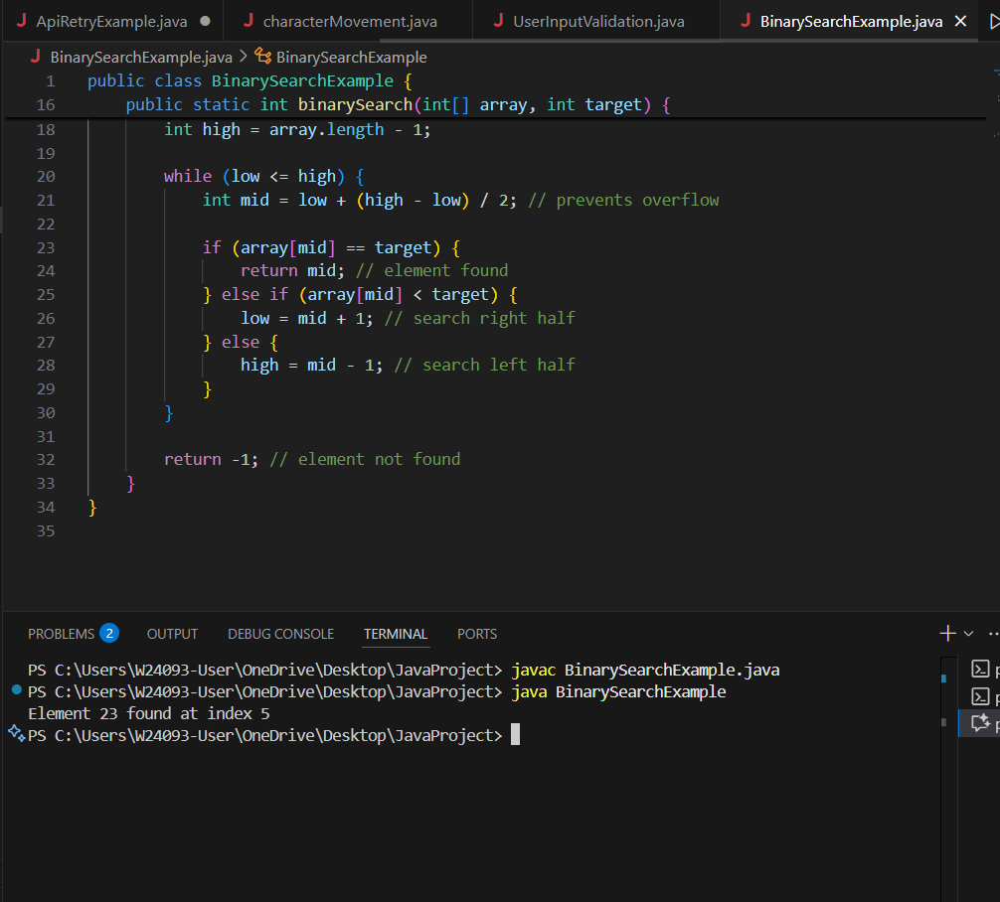 J ApiRetryExample.java ● J characterMovement.java J UserInputValidation.java J BinarySearchExample.java ×
J BinarySearchExample.java > BinarySearchExample
1 public class BinarySearchExample {
16 public static int binarySearch(int[] array, int target) {
18 int high = array.length - 1;
19
20 while (low <= high) {
21 int mid = low + (high - low) / 2; // prevents overflow
22
23 if (array[mid] == target) {
24 return mid; // element found
25 } else if (array[mid] < target) {
26 low = mid + 1; // search right half
27 } else {
28 high = mid - 1; // search left half
29 }
30 }
31
32 return -1; // element not found
33 }
34 }
35
PROBLEMS 2 OUTPUT DEBUG CONSOLE TERMINAL PORTS
PS C:\Users\W24093-User\OneDrive\Desktop\JavaProject> javac BinarySearchExample.java
PS C:\Users\W24093-User\OneDrive\Desktop\JavaProject> java BinarySearchExample
Element 23 found at index 5
PS C:\Users\W24093-User\OneDrive\Desktop\JavaProject>